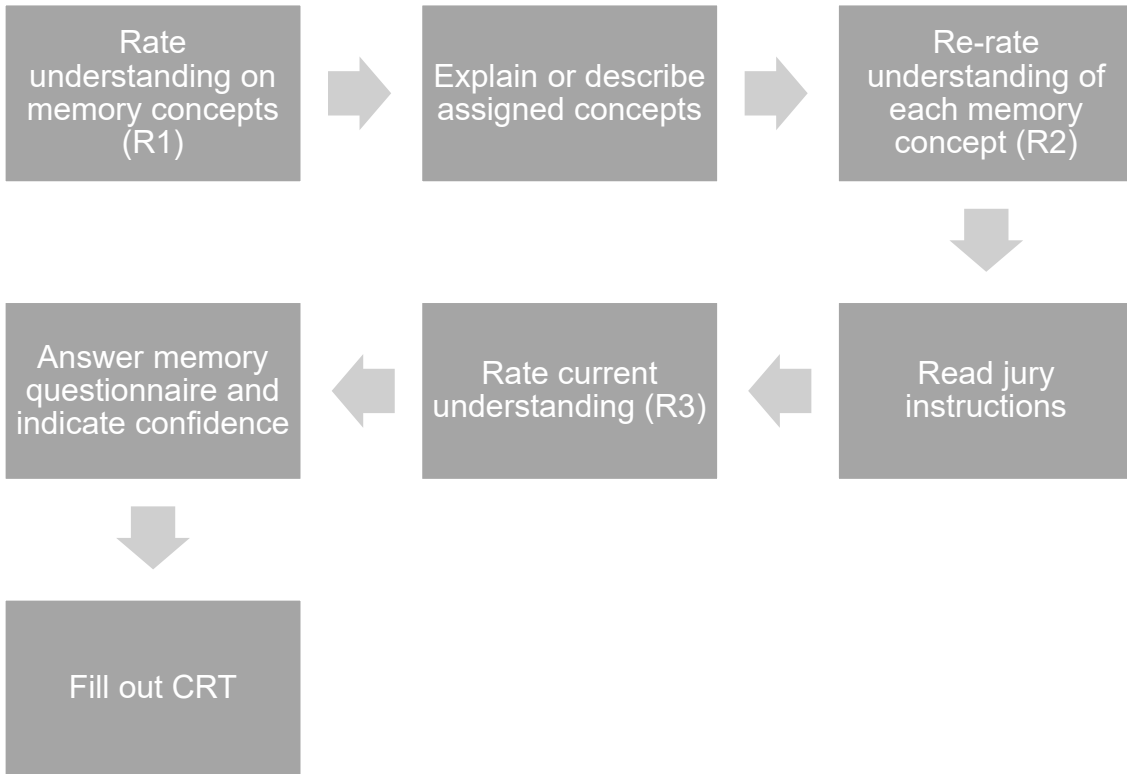 Rate
understanding on
memory concepts
(R1)
Explain or describe
assigned concepts
Re-rate
understanding of
each memory
concept (R2)
Read jury
instructions
Rate current
understanding (R3)
Answer memory
questionnaire and
indicate confidence
Fill out CRT